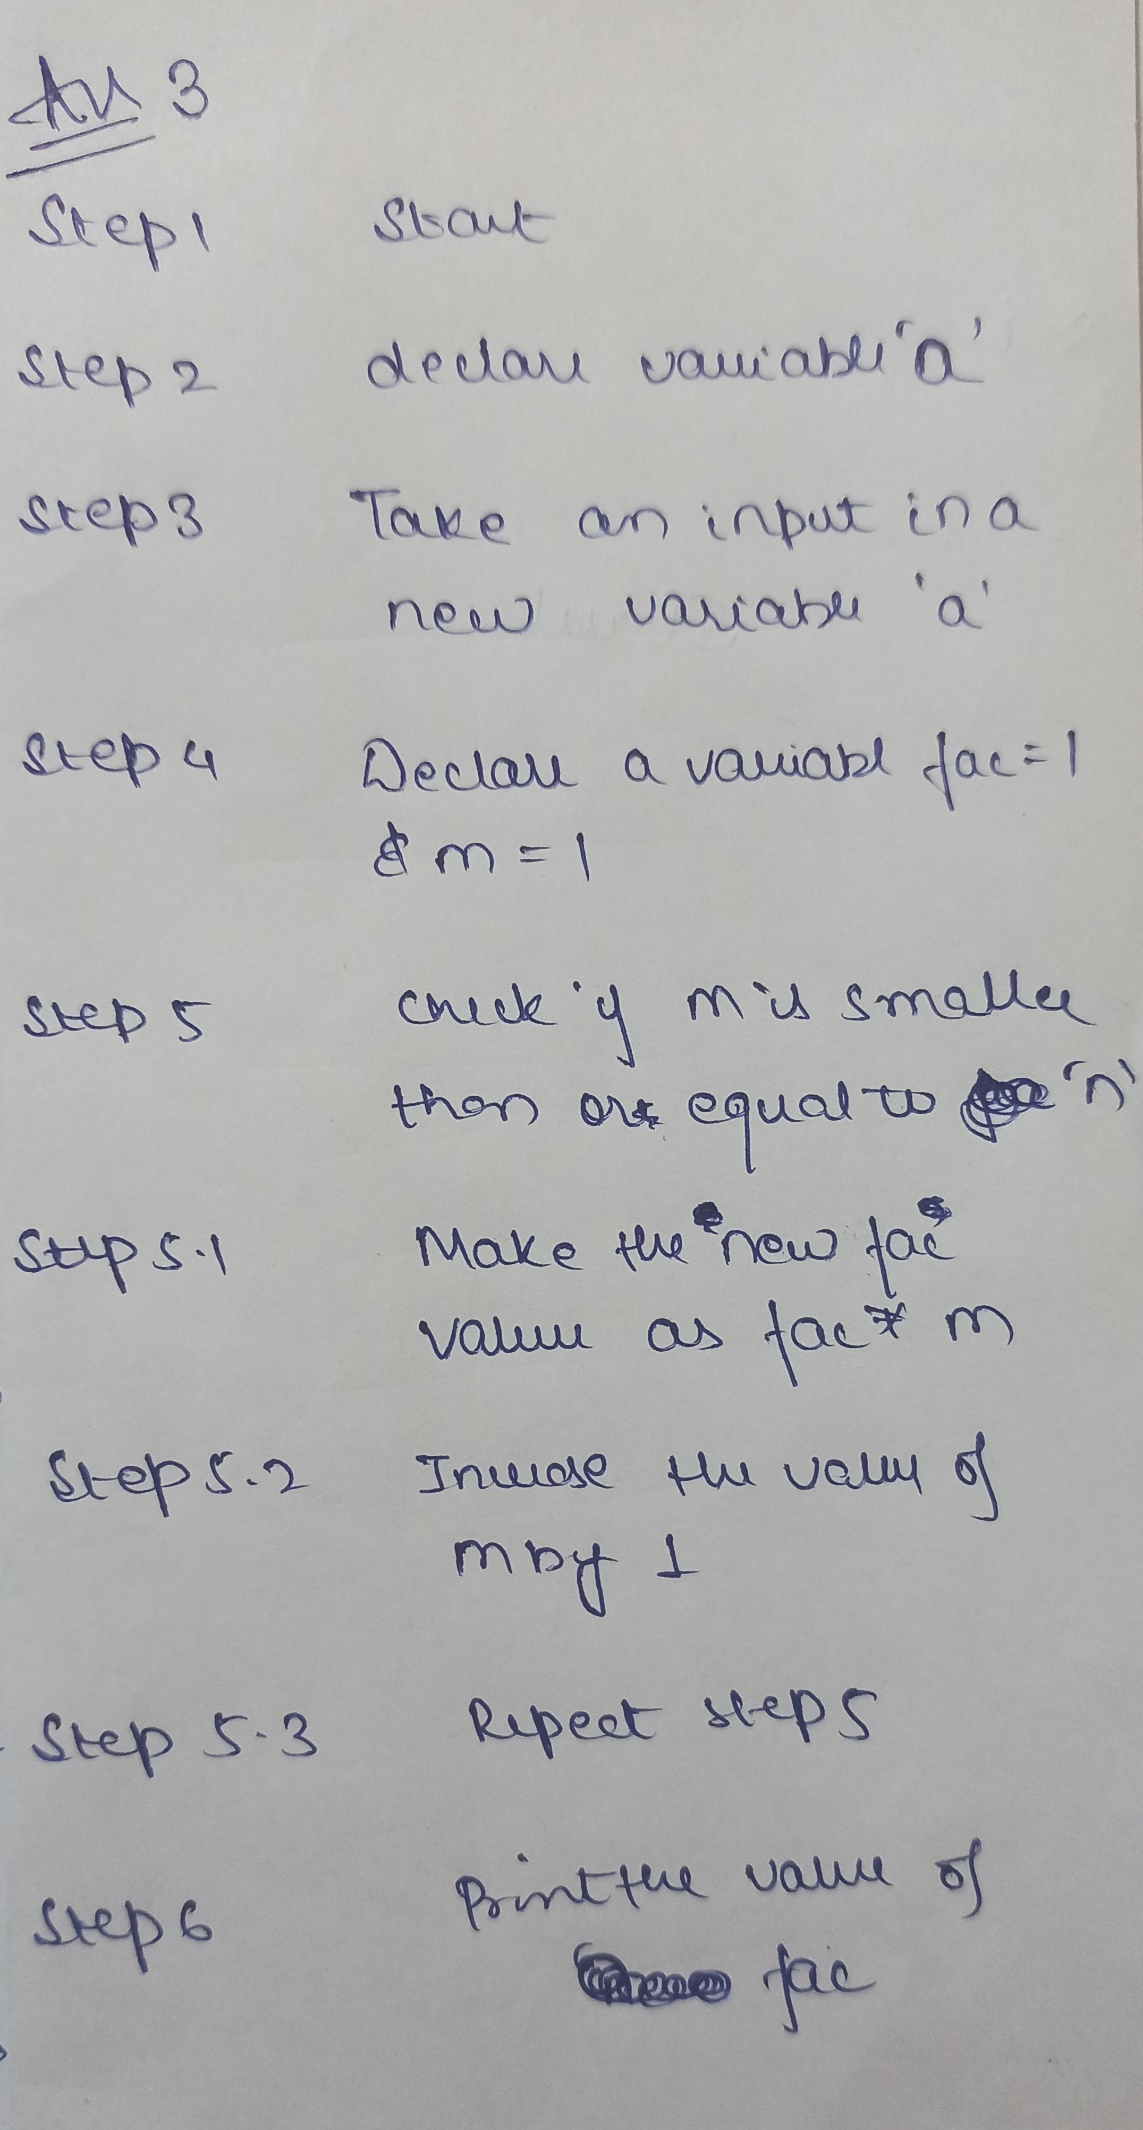 Ans 3
Step 1 Start
Step 2 declare variable 'a'
Step 3 Take an input in a
new variable 'a'
Step 4 Declare a variabl fac = 1
& m = 1
Step 5 check if m is smaller
than or equal to 'n'
Step 5.1 Make the new fac
value as fac * m
Step 5.2 Increase the value of
m by 1
Step 5.3 Repeat step 5
Step 6 Print the value of
fac